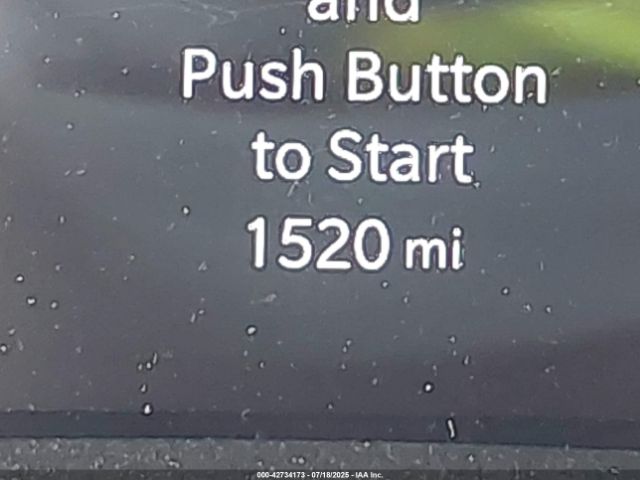 and
Push Button
to Start
1520 mi
000-42734173 - 07/18/2025 - IAA Inc.